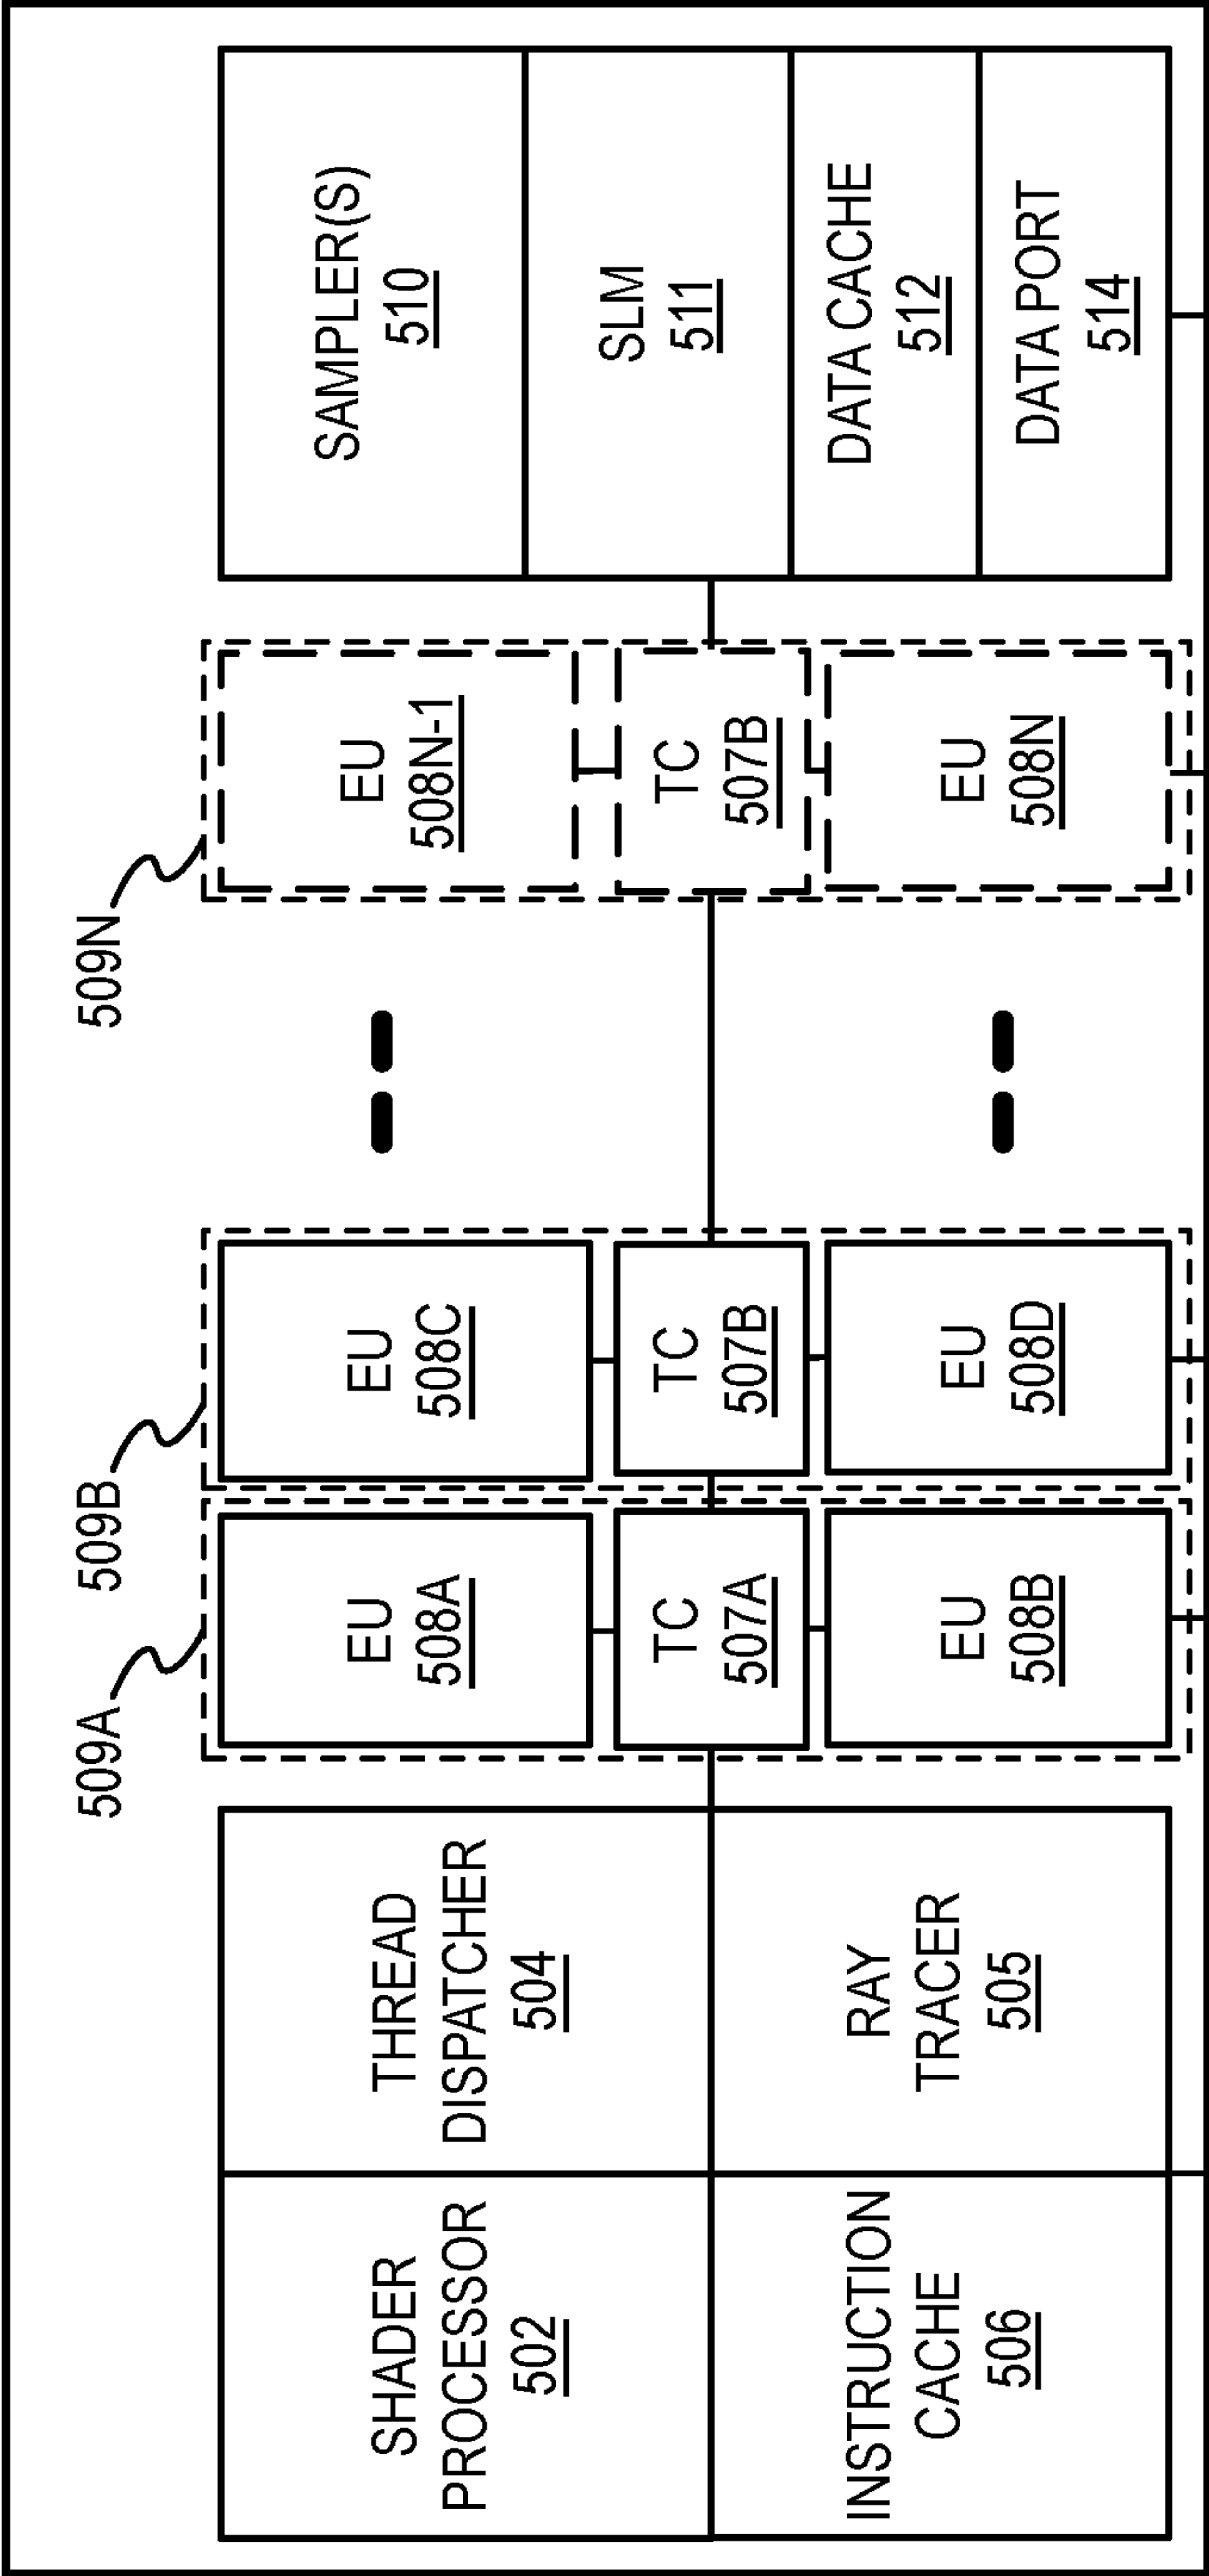 509A
509B
509N
SHADER
PROCESSOR
502
THREAD
DISPATCHER
504
INSTRUCTION
CACHE
506
RAY
TRACER
505
EU
508A
TC
507A
EU
508B
EU
508C
TC
507B
EU
508D
EU
508N-1
TC
507B
EU
508N
SAMPLER(S)
510
SLM
511
DATA CACHE
512
DATA PORT
514